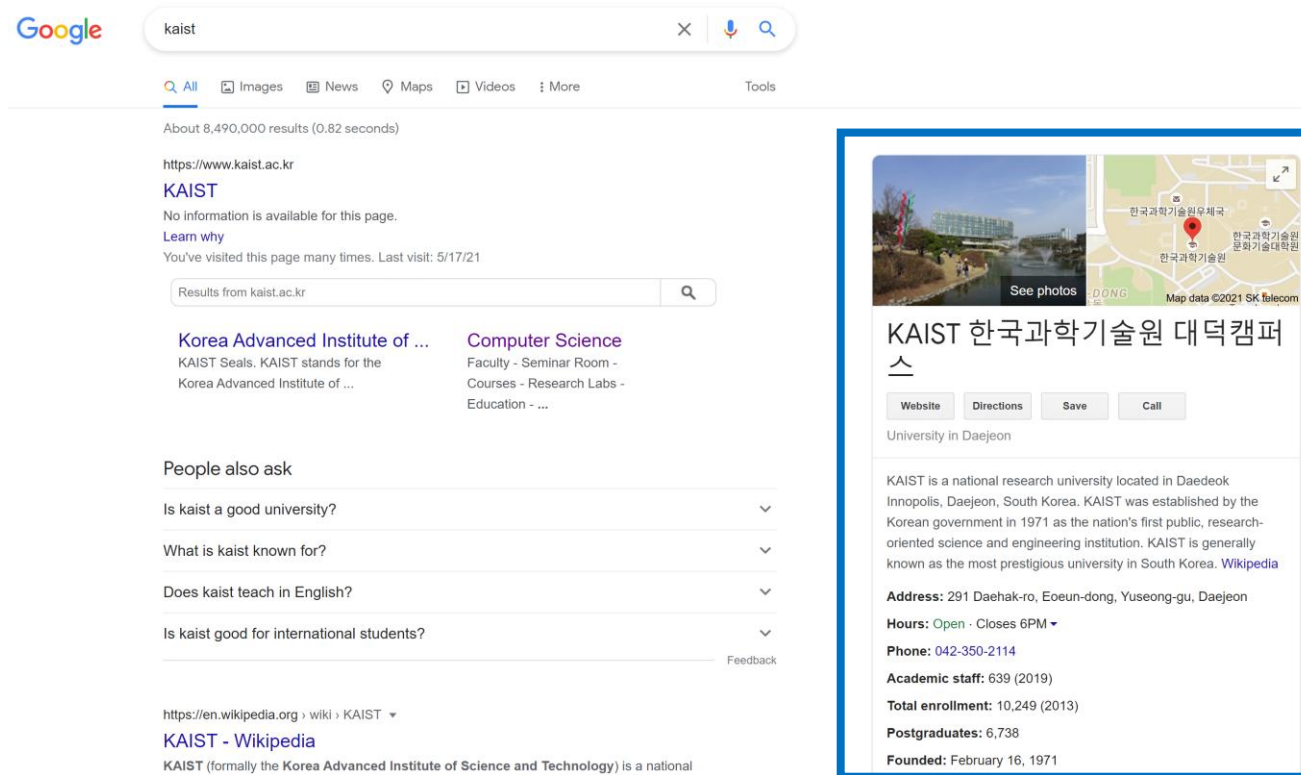 Google
kaist
All Images News Maps Videos More Tools
About 8,490,000 results (0.82 seconds)
https://www.kaist.ac.kr
KAIST
No information is available for this page.
Learn why
You've visited this page many times. Last visit: 5/17/21
Results from kaist.ac.kr
Korea Advanced Institute of ...
KAIST Seals. KAIST stands for the
Korea Advanced Institute of ...
Computer Science
Faculty - Seminar Room -
Courses - Research Labs -
Education - ...
People also ask
Is kaist a good university?
What is kaist known for?
Does kaist teach in English?
Is kaist good for international students?
Feedback
https://en.wikipedia.org › wiki › KAIST
KAIST - Wikipedia
KAIST (formally the Korea Advanced Institute of Science and Technology) is a national
See photos
한국과학기술원우체국
한국과학기술원
문화기술대학원
한국과학기술원
-DONG
Map data ©2021 SK telecom
KAIST 한국과학기술원 대덕캠퍼
스
Website Directions Save Call
University in Daejeon
KAIST is a national research university located in Daedeok
Innopolis, Daejeon, South Korea. KAIST was established by the
Korean government in 1971 as the nation's first public, research-
oriented science and engineering institution. KAIST is generally
known as the most prestigious university in South Korea. Wikipedia
Address: 291 Daehak-ro, Eoeun-dong, Yuseong-gu, Daejeon
Hours: Open · Closes 6PM
Phone: 042-350-2114
Academic staff: 639 (2019)
Total enrollment: 10,249 (2013)
Postgraduates: 6,738
Founded: February 16, 1971